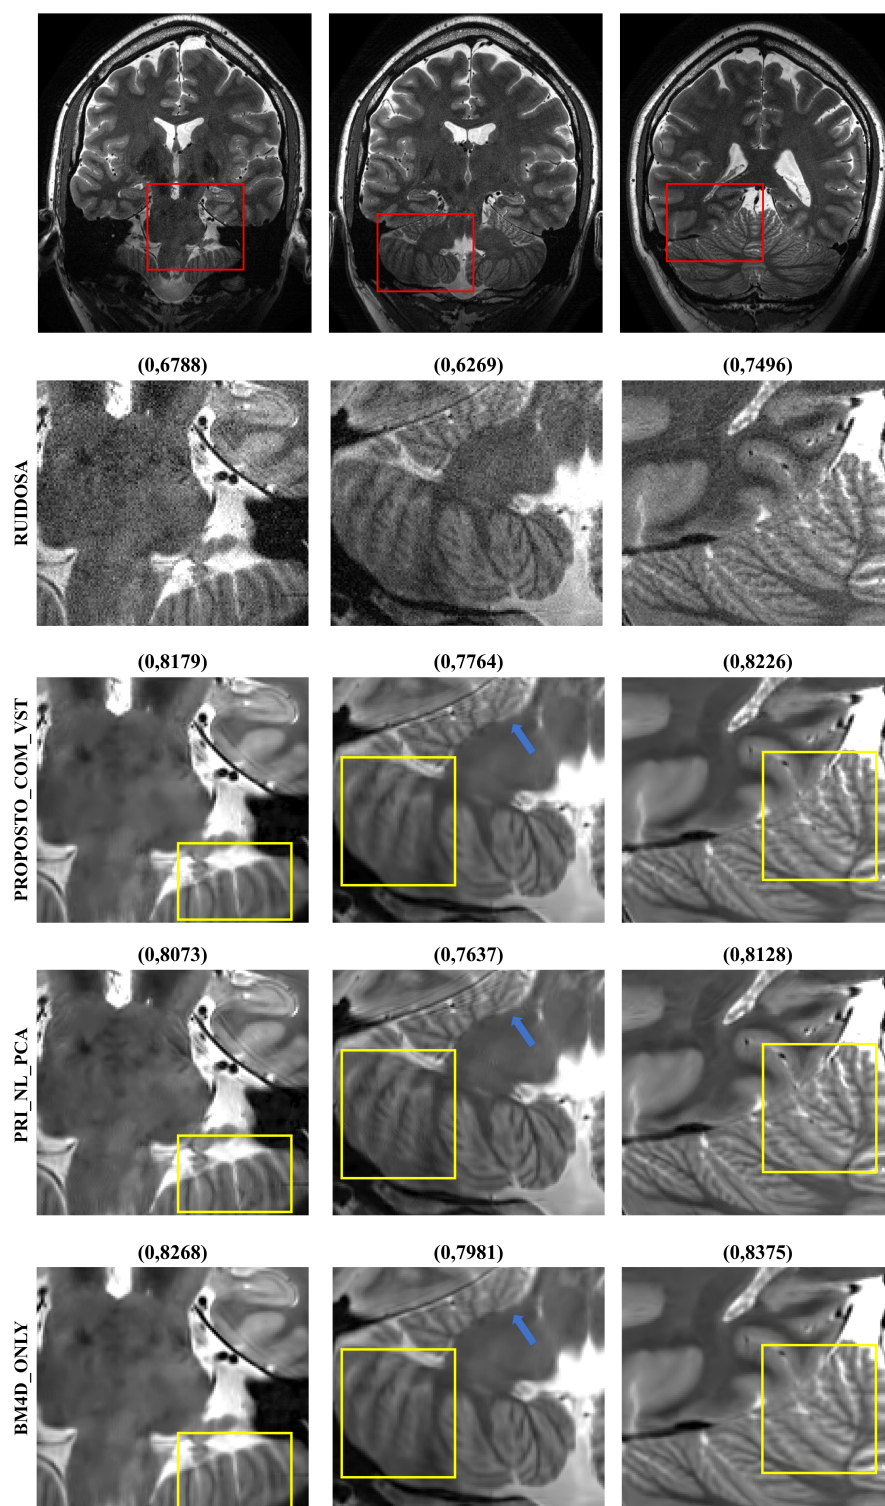 (0,6788) (0,6269) (0,7496)
RUIDOSA
(0,8179) (0,7764) (0,8226)
PROPOSTO_COM_VST
(0,8073) (0,7637) (0,8128)
PRI_NL_PCA
(0,8268) (0,7981) (0,8375)
BM4D_ONLY